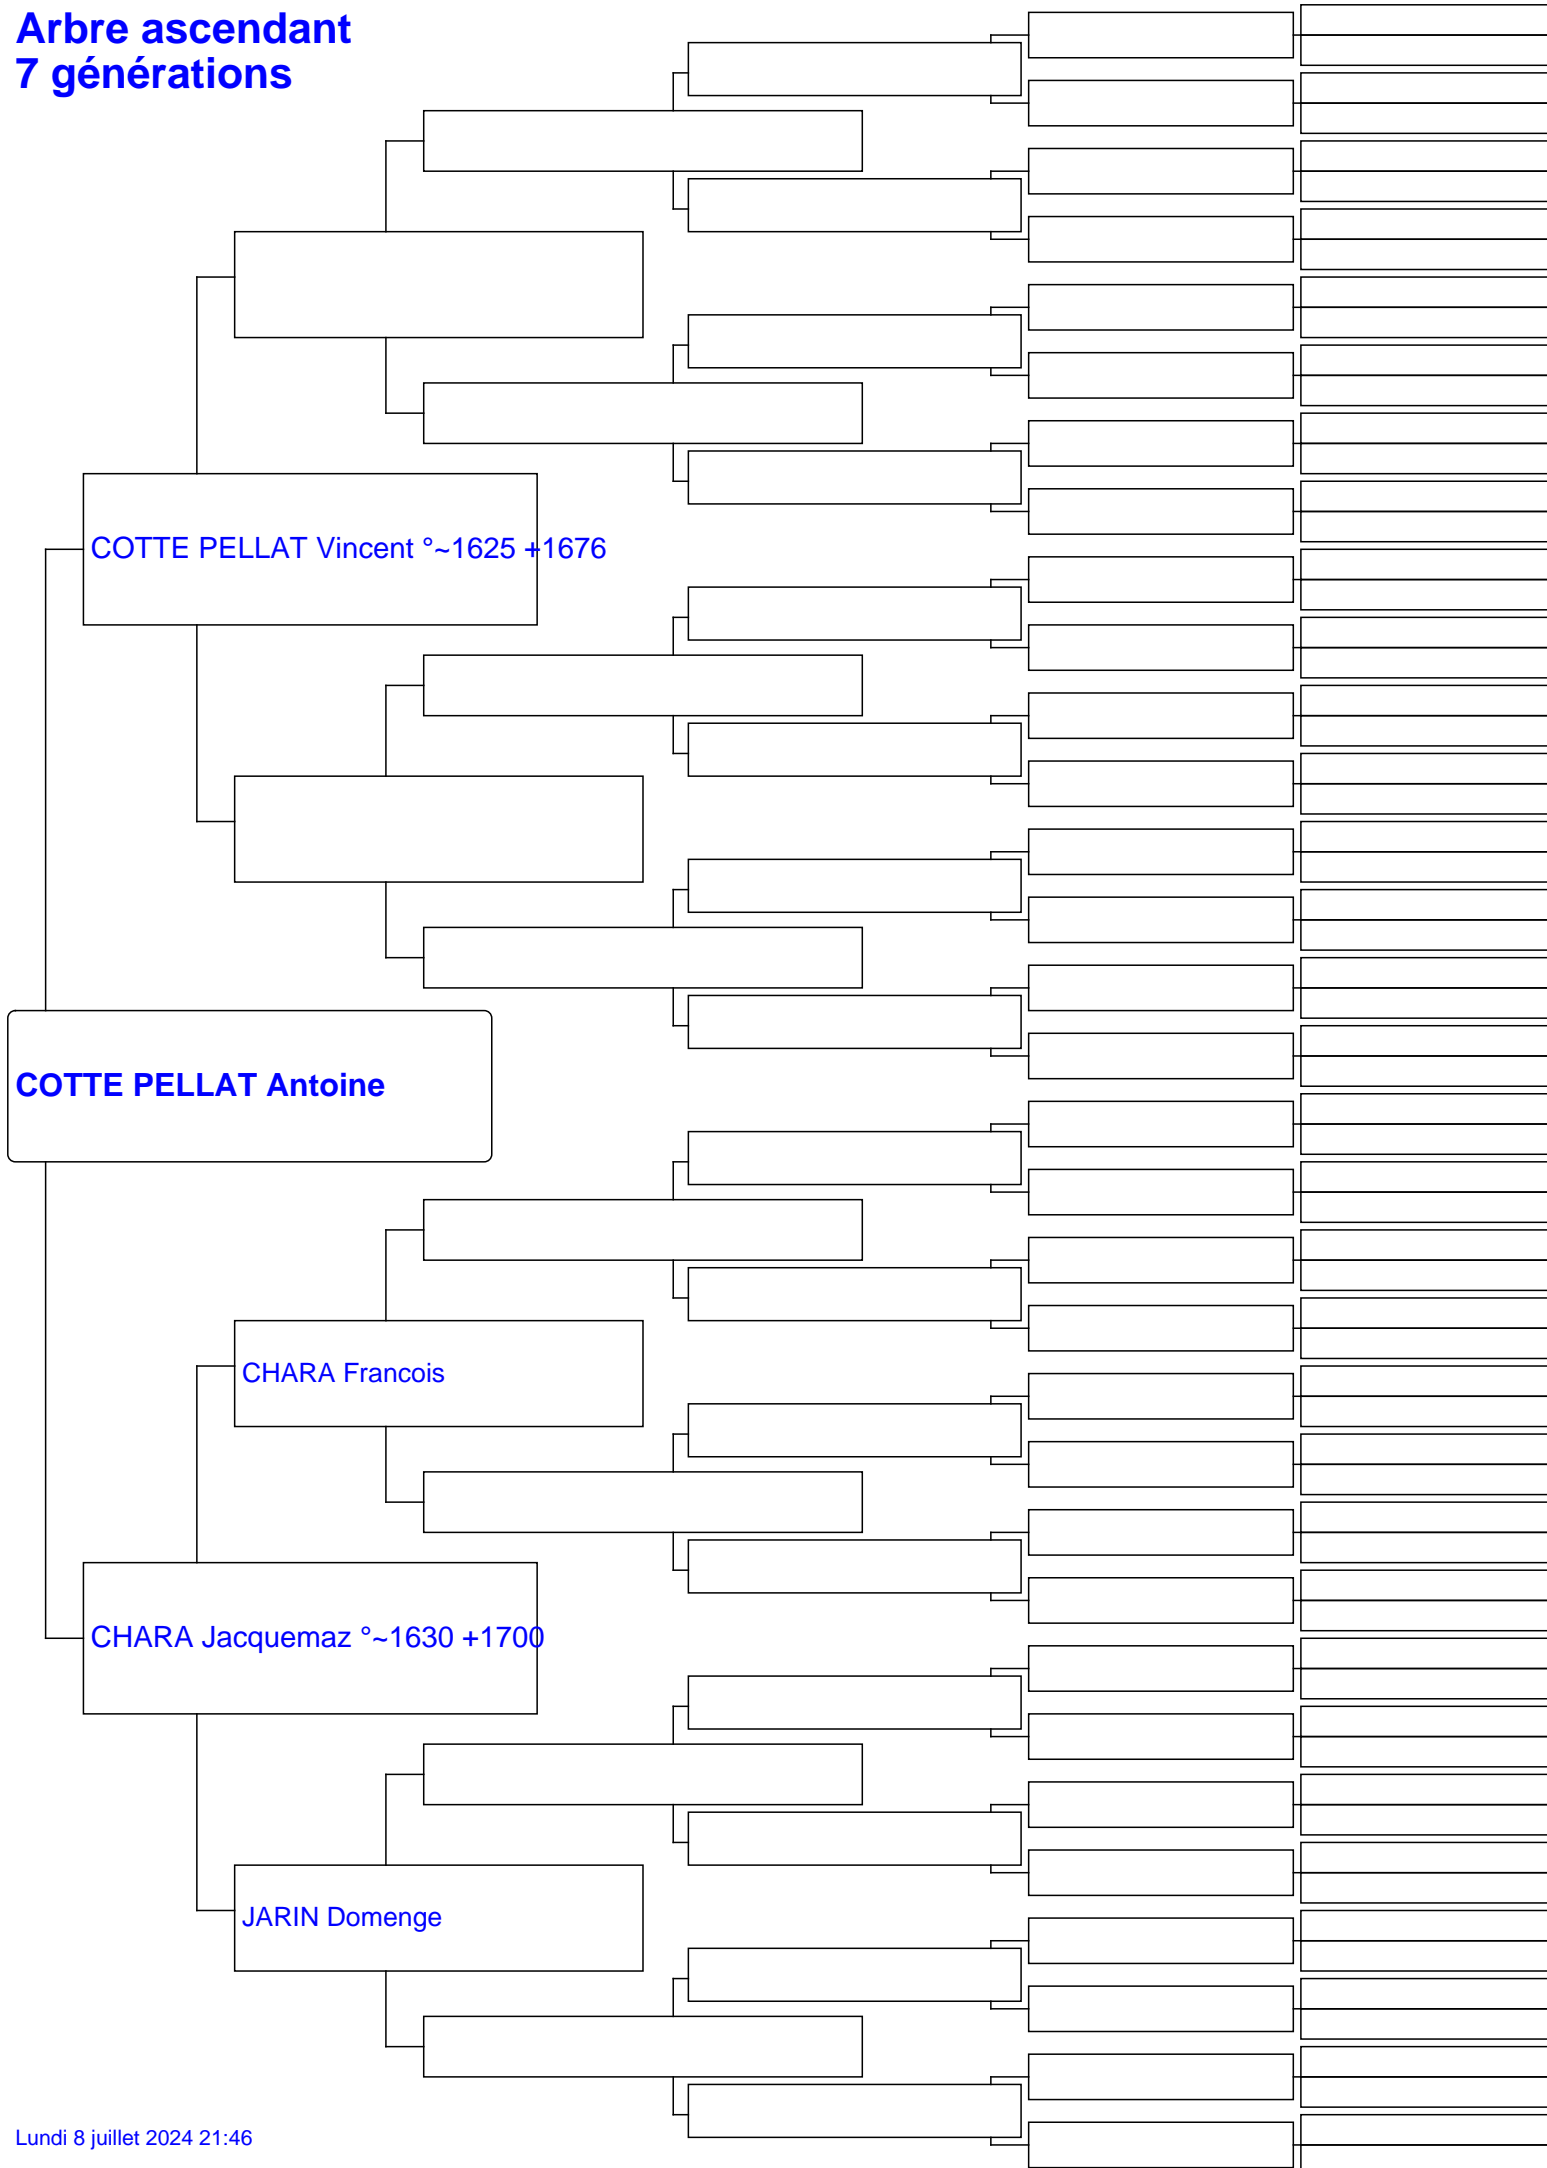 Arbre ascendant
7 générations
COTTE PELLAT Vincent °~1625 +1676
COTTE PELLAT Antoine
CHARA Francois
CHARA Jacquemaz °~1630 +1700
JARIN Domenge
Lundi 8 juillet 2024 21:46